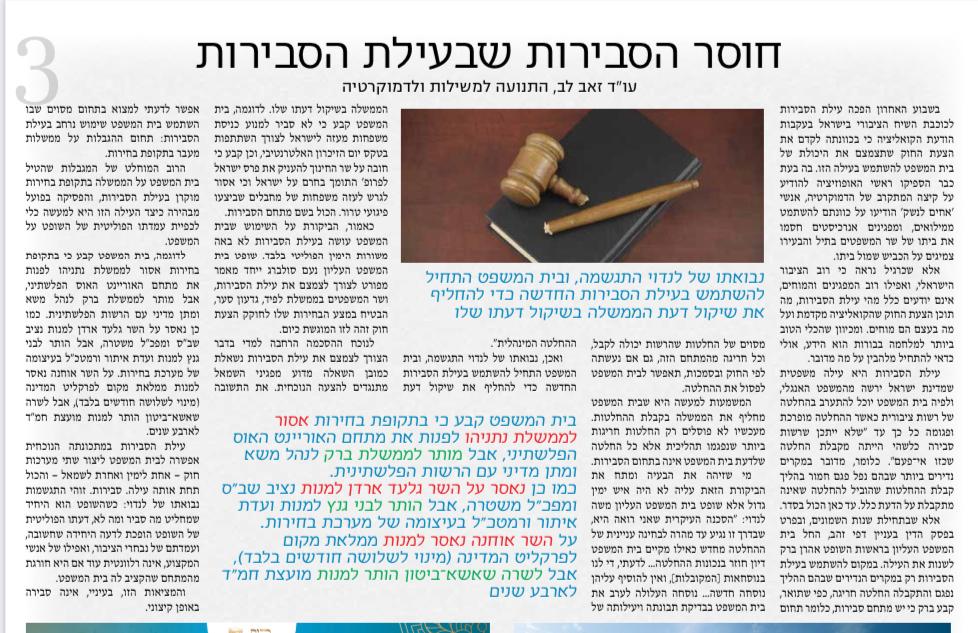 3
חוסר הסבירות שבעילת הסבירות
עו"ד זאב לב, התנועה למשילות ולדמוקרטיה
בשבוע האחרון הפכה עילת הסבירות
לכוכבת השיח הציבורי בישראל בעקבות
הודעת הקואליציה כי בכוונתה לקדם את
הצעת החוק שתצמצם את היכולת של
בית המשפט להשתמש בעילה הזו. בה בעת
כבר הספיקו ראשי האופוזיציה להודיע
על קיצה המתקרב של הדמוקרטיה, אנשי
'אחים לנשק' הודיעו על כוונתם להשתמט
ממילואים, ומפגינים אנרכיסטים חסמו
את ביתו של שר המשפטים בתיל והבעירו
צמיגים על הכביש שמול ביתו.
אלא שכרגיל נראה כי רוב הציבור
הישראלי, ואפילו רוב המפגינים והמוחים,
אינם יודעים כלל מהי עילת הסבירות, מה
תוכן הצעת החוק שהקואליציה מקדמת ועל
מה בעצם הם מוחים. ומכיוון שהכלי הטוב
ביותר למלחמה בבורות הוא הידע, אולי
כדאי להתחיל מלהבין על מה מדובר.
עילת הסבירות היא עילה משפטית
שמדינת ישראל ירשה מהמשפט האנגלי,
ולפיה בית המשפט יוכל להתערב בהחלטה
של רשות ציבורית כאשר ההחלטה מופרכת
ופגומה כל כך עד "שלא ייתכן שרשות
סבירה כלשהי הייתה מקבלת החלטה
שכזו אי־פעם". כלומר, מדובר במקרים
נדירים ביותר שבהם נפל פגם חמור בהליך
קבלת ההחלטות שהוביל להחלטה שאינה
מתקבלת על הדעת כלל. עד כאן הכול בסדר.
אלא שבתחילת שנות השמונים, ובפרט
בפסק הדין בעניין דפי זהב, החל בית
המשפט העליון בראשות השופט אהרן ברק
לשנות את העילה. במקום להשתמש בעילת
הסבירות רק במקרים הנדירים שבהם ההליך
נפגם והתקבלה החלטה חריגה, כפי שתואר,
קבע ברק כי יש מתחם סבירות, כלומר תחום
נבואתו של לנדוי התגשמה, ובית המשפט התחיל
להשתמש בעילת הסבירות החדשה כדי להחליף
את שיקול דעת הממשלה בשיקול דעתו שלו
מסוים של החלטות שהרשות יכולה לקבל,
וכל חריגה מהמתחם הזה, גם אם נעשתה
לפי החוק ובסמכות, תאפשר לבית המשפט
לפסול את ההחלטה.
המשמעות למעשה היא שבית המשפט
מחליף את הממשלה בקבלת ההחלטות.
מעכשיו לא פוסלים רק החלטות חריגות
ביותר שנפגמו תהליכית אלא כל החלטה
שלדעת בית המשפט אינה בתחום הסבירות.
מי שזיהה את הבעיה ומתח את
הביקורת הזאת עליה לא היה איש ימין
גדול אלא שופט בית המשפט העליון משה
לנדוי: "הסכנה העיקרית שאני רואה היא,
שבדרך זו נגיע עד מהרה לבחינה עניינית של
ההחלטה מחדש כאילו מקיים בית המשפט
דיון חוזר בנכונות ההחלטה... לדעתי, די לנו
בנוסחאות [המקובלות], ואין להוסיף עליהן
נוסחה חדשה... נוסחה העלולה לערב את
בית המשפט בבדיקת תבונתה ויעילותה של
ההחלטה המינהלית".
ואכן, נבואתו של לנדוי התגשמה, ובית
המשפט התחיל להשתמש בעילת הסבירות
החדשה כדי להחליף את שיקול דעת
בית המשפט קבע כי בתקופת בחירות אסור
לממשלת נתניהו לפנות את מתחם האוריינט האוס
הפלשתיני, אבל מותר לממשלת ברק לנהל משא
ומתן מדיני עם הרשות הפלשתינית.
כמו כן נאסר על השר גלעד ארדן למנות נציב שב"ס
ומפכ"ל משטרה, אבל הותר לבני גנץ למנות ועדת
איתור ורמטכ"ל בעיצומה של מערכת בחירות.
על השר אוחנה נאסר למנות ממלאת מקום
לפרקליט המדינה (מינוי לשלושה חודשים בלבד),
אבל לשרה שאשא־ביטון הותר למנות מועצת חמ"ד
לארבע שנים
הממשלה בשיקול דעתו שלו. לדוגמה, בית
המשפט קבע כי לא סביר למנוע כניסת
משפחות מעזה לישראל לצורך השתתפות
בטקס יום הזיכרון האלטרנטיבי, וכן קבע כי
חובה על שר החינוך להעניק את פרס ישראל
לפרופ' התומך בחרם על ישראל וכי אסור
לגרש לעזה משפחות של מחבלים שביצעו
פיגועי טרור. הכול בשם מתחם הסבירות.
כאמור, הביקורת על השימוש שבית
המשפט עושה בעילת הסבירות לא באה
משורות הימין הפוליטי בלבד. שופט בית
המשפט העליון נעם סולברג ייחד מאמר
מפורט לצורך לצמצם את עילת הסבירות,
ושר המשפטים בממשלת לפיד, גדעון סער,
הבטיח במצע הבחירות שלו לחוקק הצעת
חוק זהה לזו המוגשת כיום.
לנוכח ההסכמה הרחבה למדי בדבר
הצורך לצמצם את עילת הסבירות נשאלת
כמובן השאלה מדוע מפגיני השמאל
מתנגדים להצעה הנוכחית. את התשובה
אפשר לדעתי למצוא בתחום מסוים שבו
השתמש בית המשפט שימוש נרחב בעילת
הסבירות: תחום ההגבלות על ממשלות
מעבר בתקופת בחירות.
הרוב המוחלט של המגבלות שהטיל
בית המשפט על הממשלה בתקופת בחירות
מוקרן בעילת הסבירות, והפסיקה בפועל
מבהירה כיצד העילה הזו היא למעשה כלי
לכפיית עמדתו הפוליטית של השופט על
המשפט.
לדוגמה, בית המשפט קבע כי בתקופת
בחירות אסור לממשלת נתניהו לפנות
את מתחם האוריינט האוס הפלשתיני,
אבל מותר לממשלת ברק לנהל משא
ומתן מדיני עם הרשות הפלשתינית. כמו
כן נאסר על השר גלעד ארדן למנות נציב
שב"ס ומפכ"ל משטרה, אבל הותר לבני
גנץ למנות ועדת איתור ורמטכ"ל בעיצומה
של מערכת בחירות. על השר אוחנה נאסר
למנות ממלאת מקום לפרקליט המדינה
(מינוי לשלושה חודשים בלבד), אבל לשרה
שאשא־ביטון הותר למנות מועצת חמ"ד
לארבע שנים.
עילת הסבירות במתכונתה הנוכחית
אפשרה לבית המשפט ליצור שתי מערכות
חוק – אחת לימין ואחרת לשמאל – והכול
תחת אותה עילה. סבירות. זוהי התגשמות
נבואתו של לנדוי: כשהשופט הוא היחיד
שמחליט מה סביר ומה לא, דעתו הפוליטית
של השופט הופכת לדעה היחידה שחשובה,
ועמדתם של נבחרי הציבור, ואפילו של אנשי
המקצוע, אינה רלוונטית עוד אם היא חורגת
מהמתחם שהקציב לה בית המשפט.
והמציאות הזו, בעיניי, אינה סבירה
באופן קיצוני.